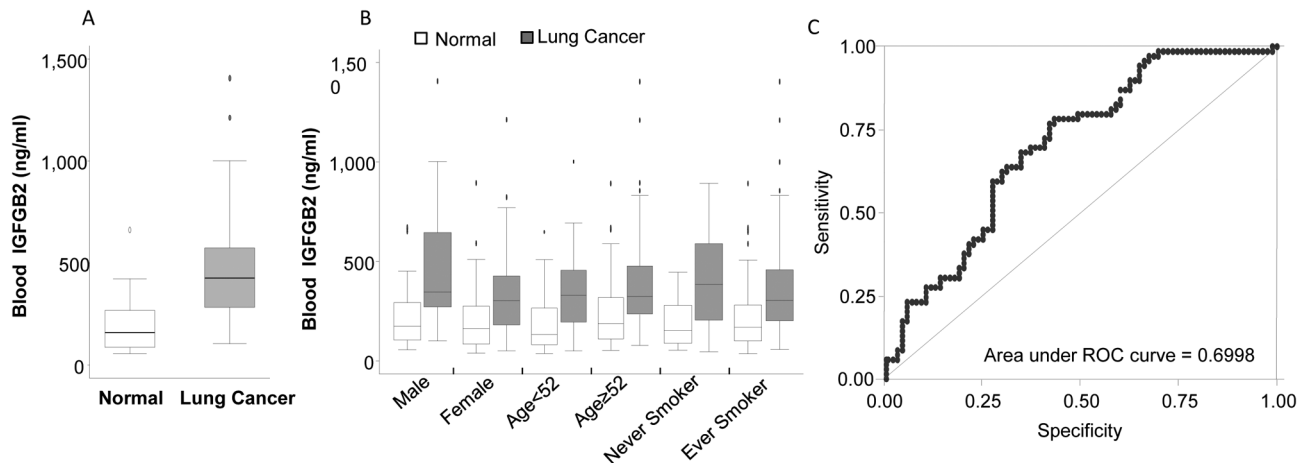 A
Blood IGFGB2 (ng/ml)
1,500
1,000
500
0
Normal
Lung Cancer
B
Normal
Lung Cancer
Blood IGFGB2 (ng/ml)
1,50
0
1,000
500
0
Male
Female
Age<52
Age≥52
Never Smoker
Ever Smoker
C
Sensitivity
1.00
0.75
0.50
0.25
0.00
Area under ROC curve = 0.6998
0.00
0.25
0.50
0.75
1.00
Specificity